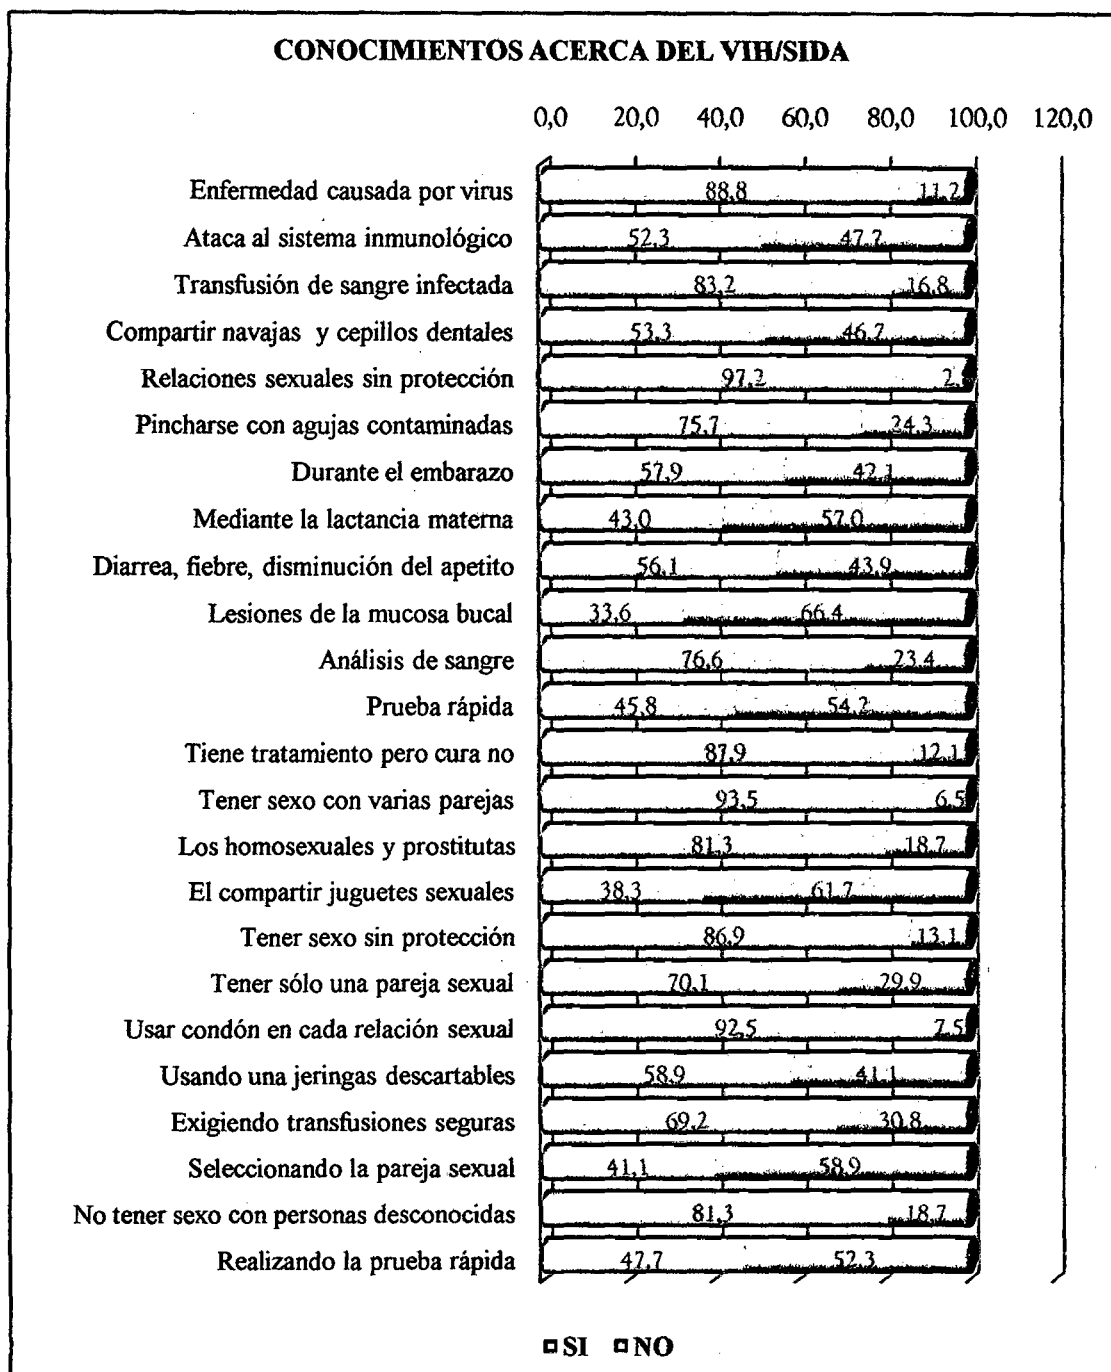 CONOCIMIENTOS ACERCA DEL VIH/SIDA
0,0 20,0 40,0 60,0 80,0 100,0 120,0
Enfermedad causada por virus 88,8 11,2
Ataca al sistema inmunológico 52,3 47,7
Transfusión de sangre infectada 83,2 16,8
Compartir navajas y cepillos dentales 53,3 46,7
Relaciones sexuales sin protección 97,2 2,
Pincharse con agujas contaminadas 75,7 24,3
Durante el embarazo 57,9 42,1
Mediante la lactancia materna 43,0 57,0
Diarrea, fiebre, disminución del apetito 56,1 43,9
Lesiones de la mucosa bucal 33,6 66,4
Análisis de sangre 76,6 23,4
Prueba rápida 45,8 54,2
Tiene tratamiento pero cura no 87,9 12,1
Tener sexo con varias parejas 93,5 6,5
Los homosexuales y prostitutas 81,3 18,7
El compartir juguetes sexuales 38,3 61,7
Tener sexo sin protección 86,9 13,1
Tener sólo una pareja sexual 70,1 29,9
Usar condón en cada relación sexual 92,5 7,5
Usando una jeringas descartables 58,9 41,1
Exigiendo transfusiones seguras 69,2 30,8
Seleccionando la pareja sexual 41,1 58,9
No tener sexo con personas desconocidas 81,3 18,7
Realizando la prueba rápida 47,7 52,3
SI NO